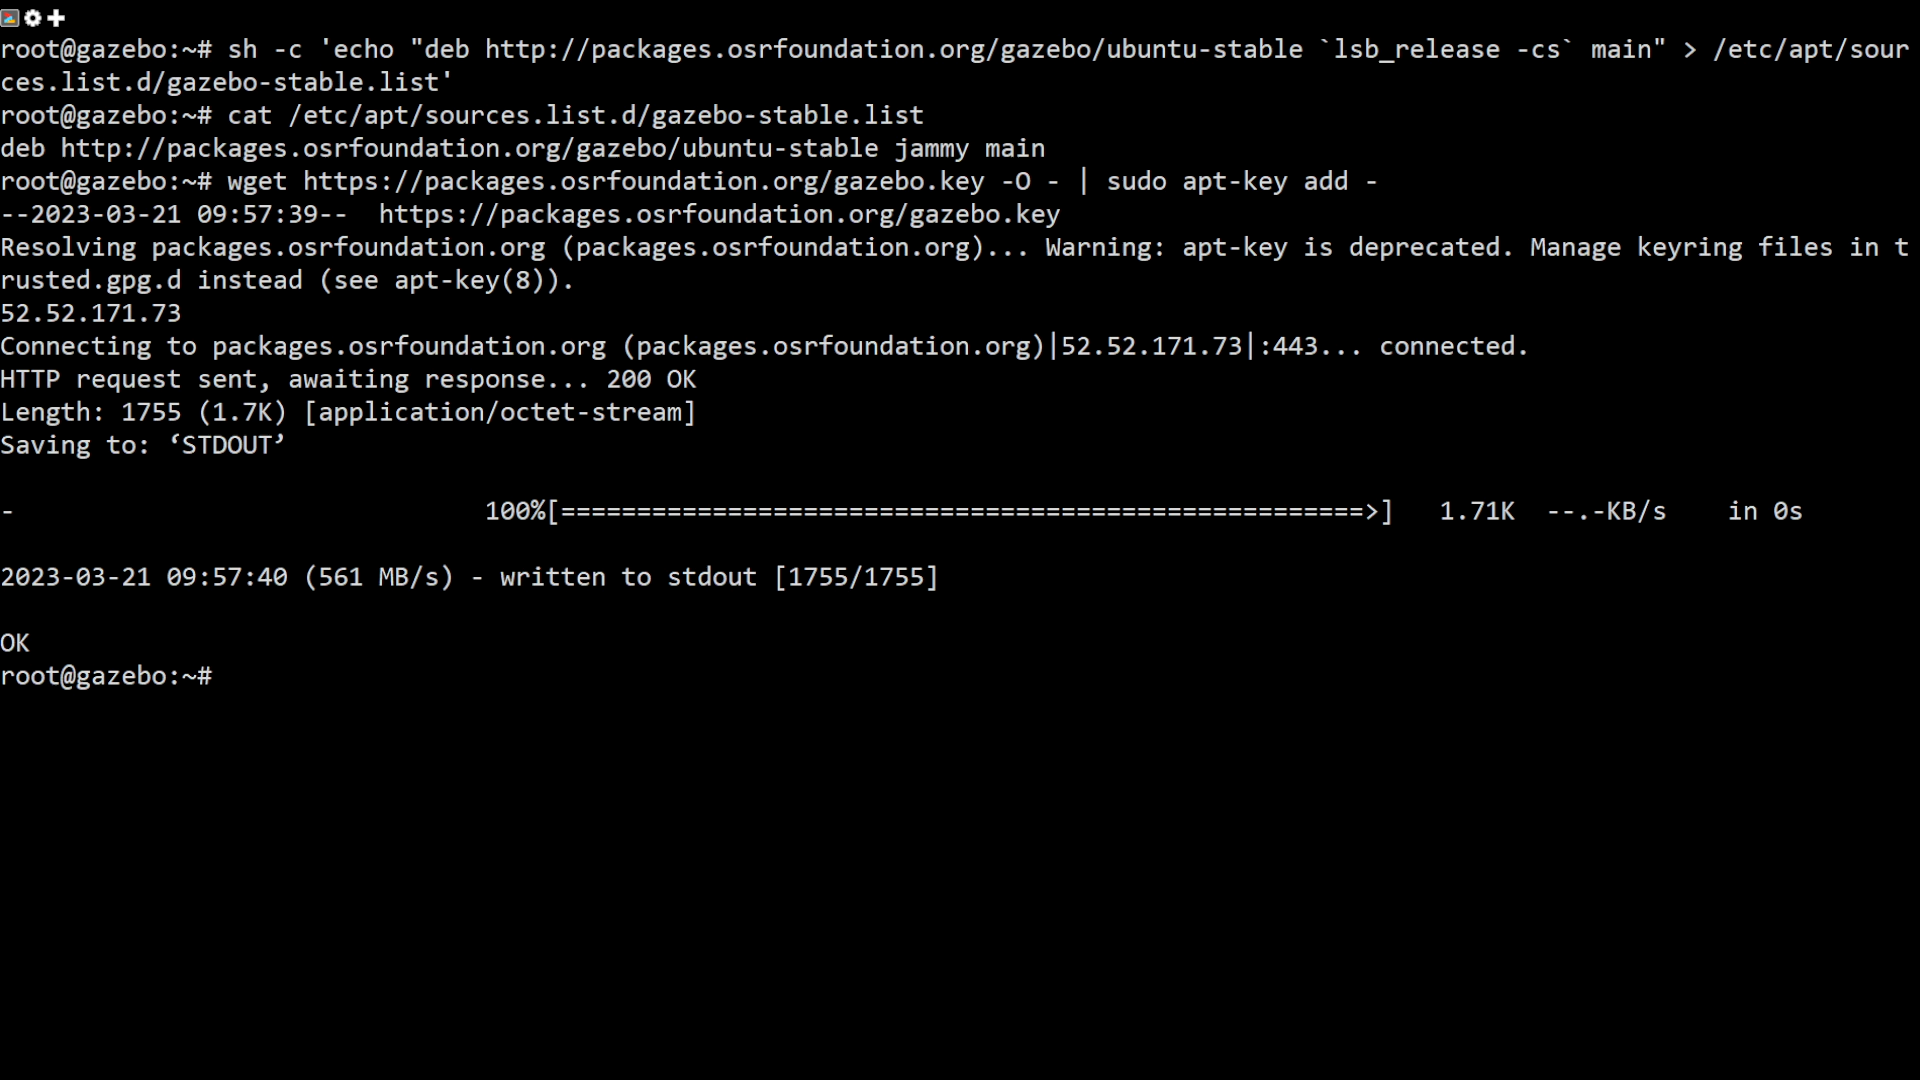 root@gazebo:~# sh -c 'echo "deb http://packages.osrfoundation.org/gazebo/ubuntu-stable `lsb_release -cs` main" > /etc/apt/sour
ces.list.d/gazebo-stable.list'
root@gazebo:~# cat /etc/apt/sources.list.d/gazebo-stable.list
deb http://packages.osrfoundation.org/gazebo/ubuntu-stable jammy main
root@gazebo:~# wget https://packages.osrfoundation.org/gazebo.key -O - | sudo apt-key add -
--2023-03-21 09:57:39--  https://packages.osrfoundation.org/gazebo.key
Resolving packages.osrfoundation.org (packages.osrfoundation.org)... Warning: apt-key is deprecated. Manage keyring files in t
rusted.gpg.d instead (see apt-key(8)).
52.52.171.73
Connecting to packages.osrfoundation.org (packages.osrfoundation.org)|52.52.171.73|:443... connected.
HTTP request sent, awaiting response... 200 OK
Length: 1755 (1.7K) [application/octet-stream]
Saving to: ‘STDOUT’
-                               100%[=====================================================>]   1.71K  --.-KB/s    in 0s
2023-03-21 09:57:40 (561 MB/s) - written to stdout [1755/1755]
OK
root@gazebo:~#